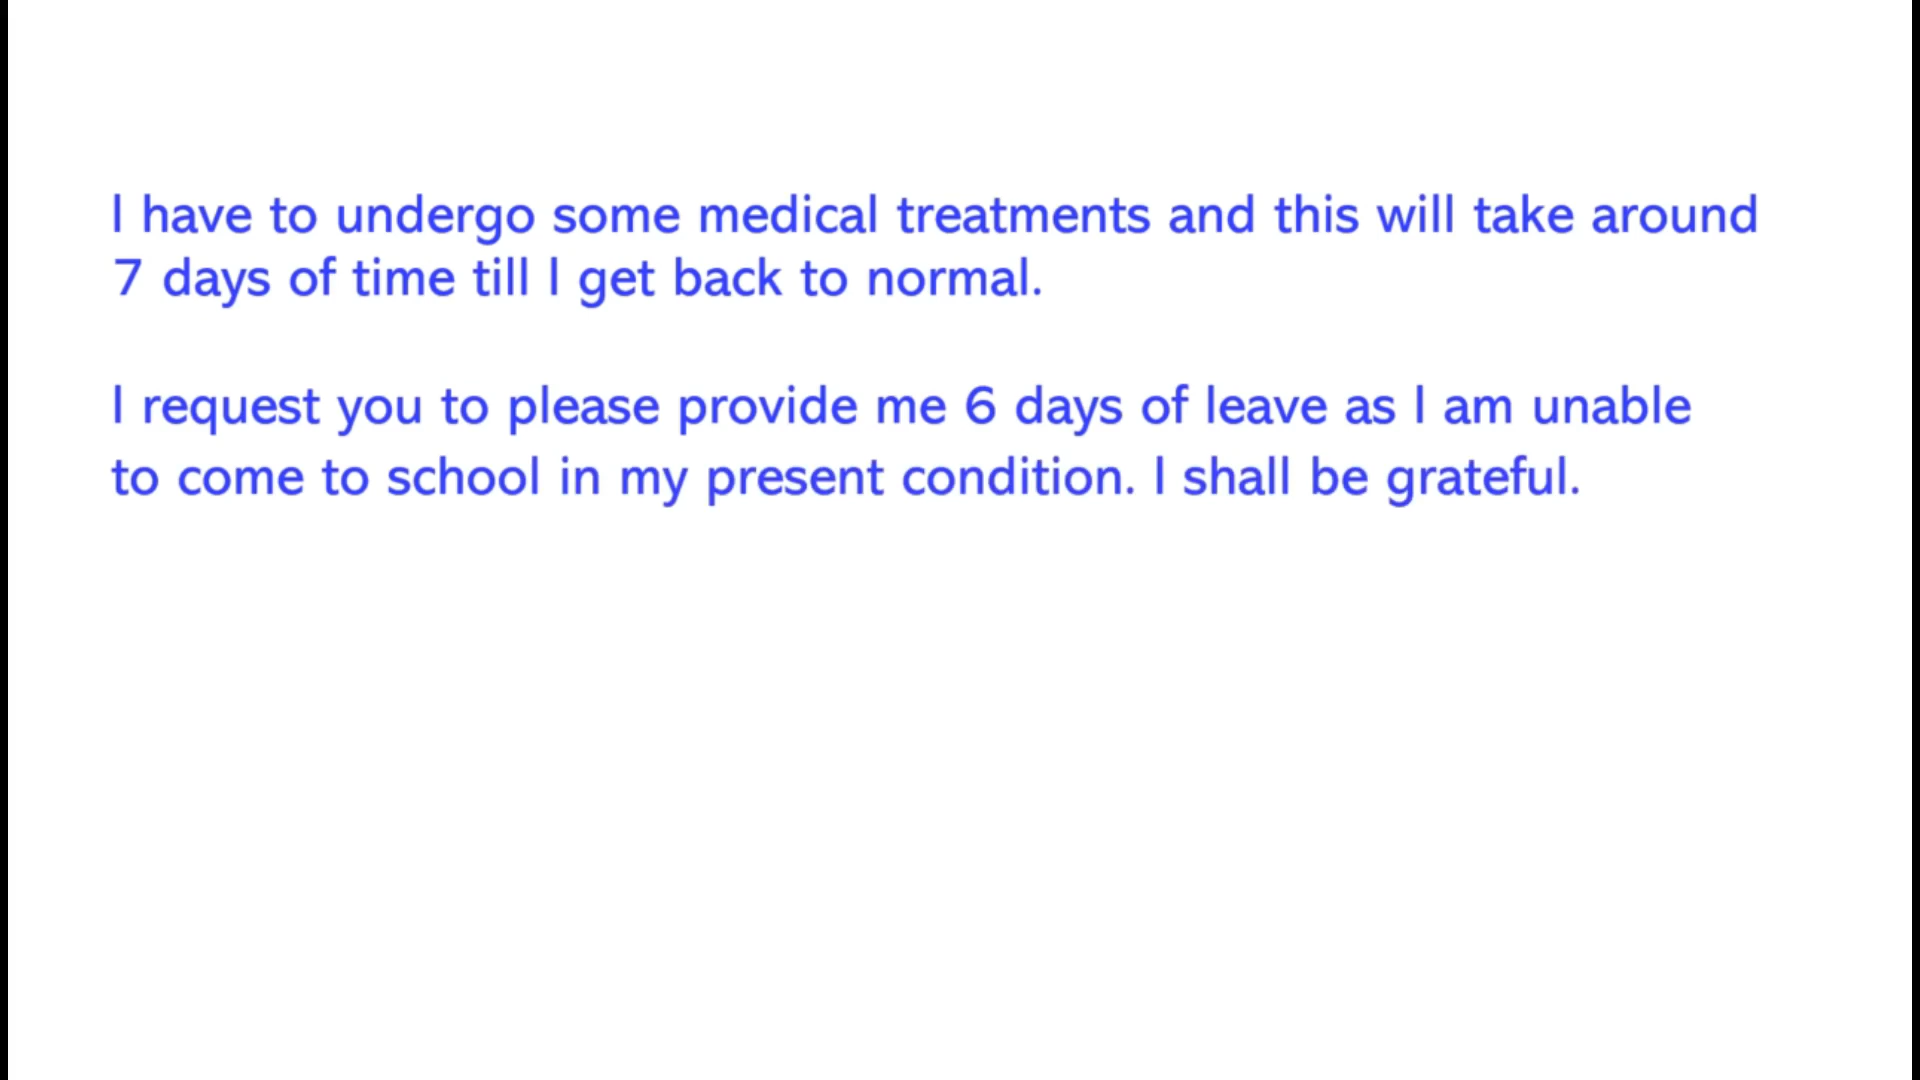 I have to undergo some medical treatments and this will take around
7 days of time till I get back to normal.
I request you to please provide me 6 days of leave as I am unable
to come to school in my present condition. I shall be grateful.